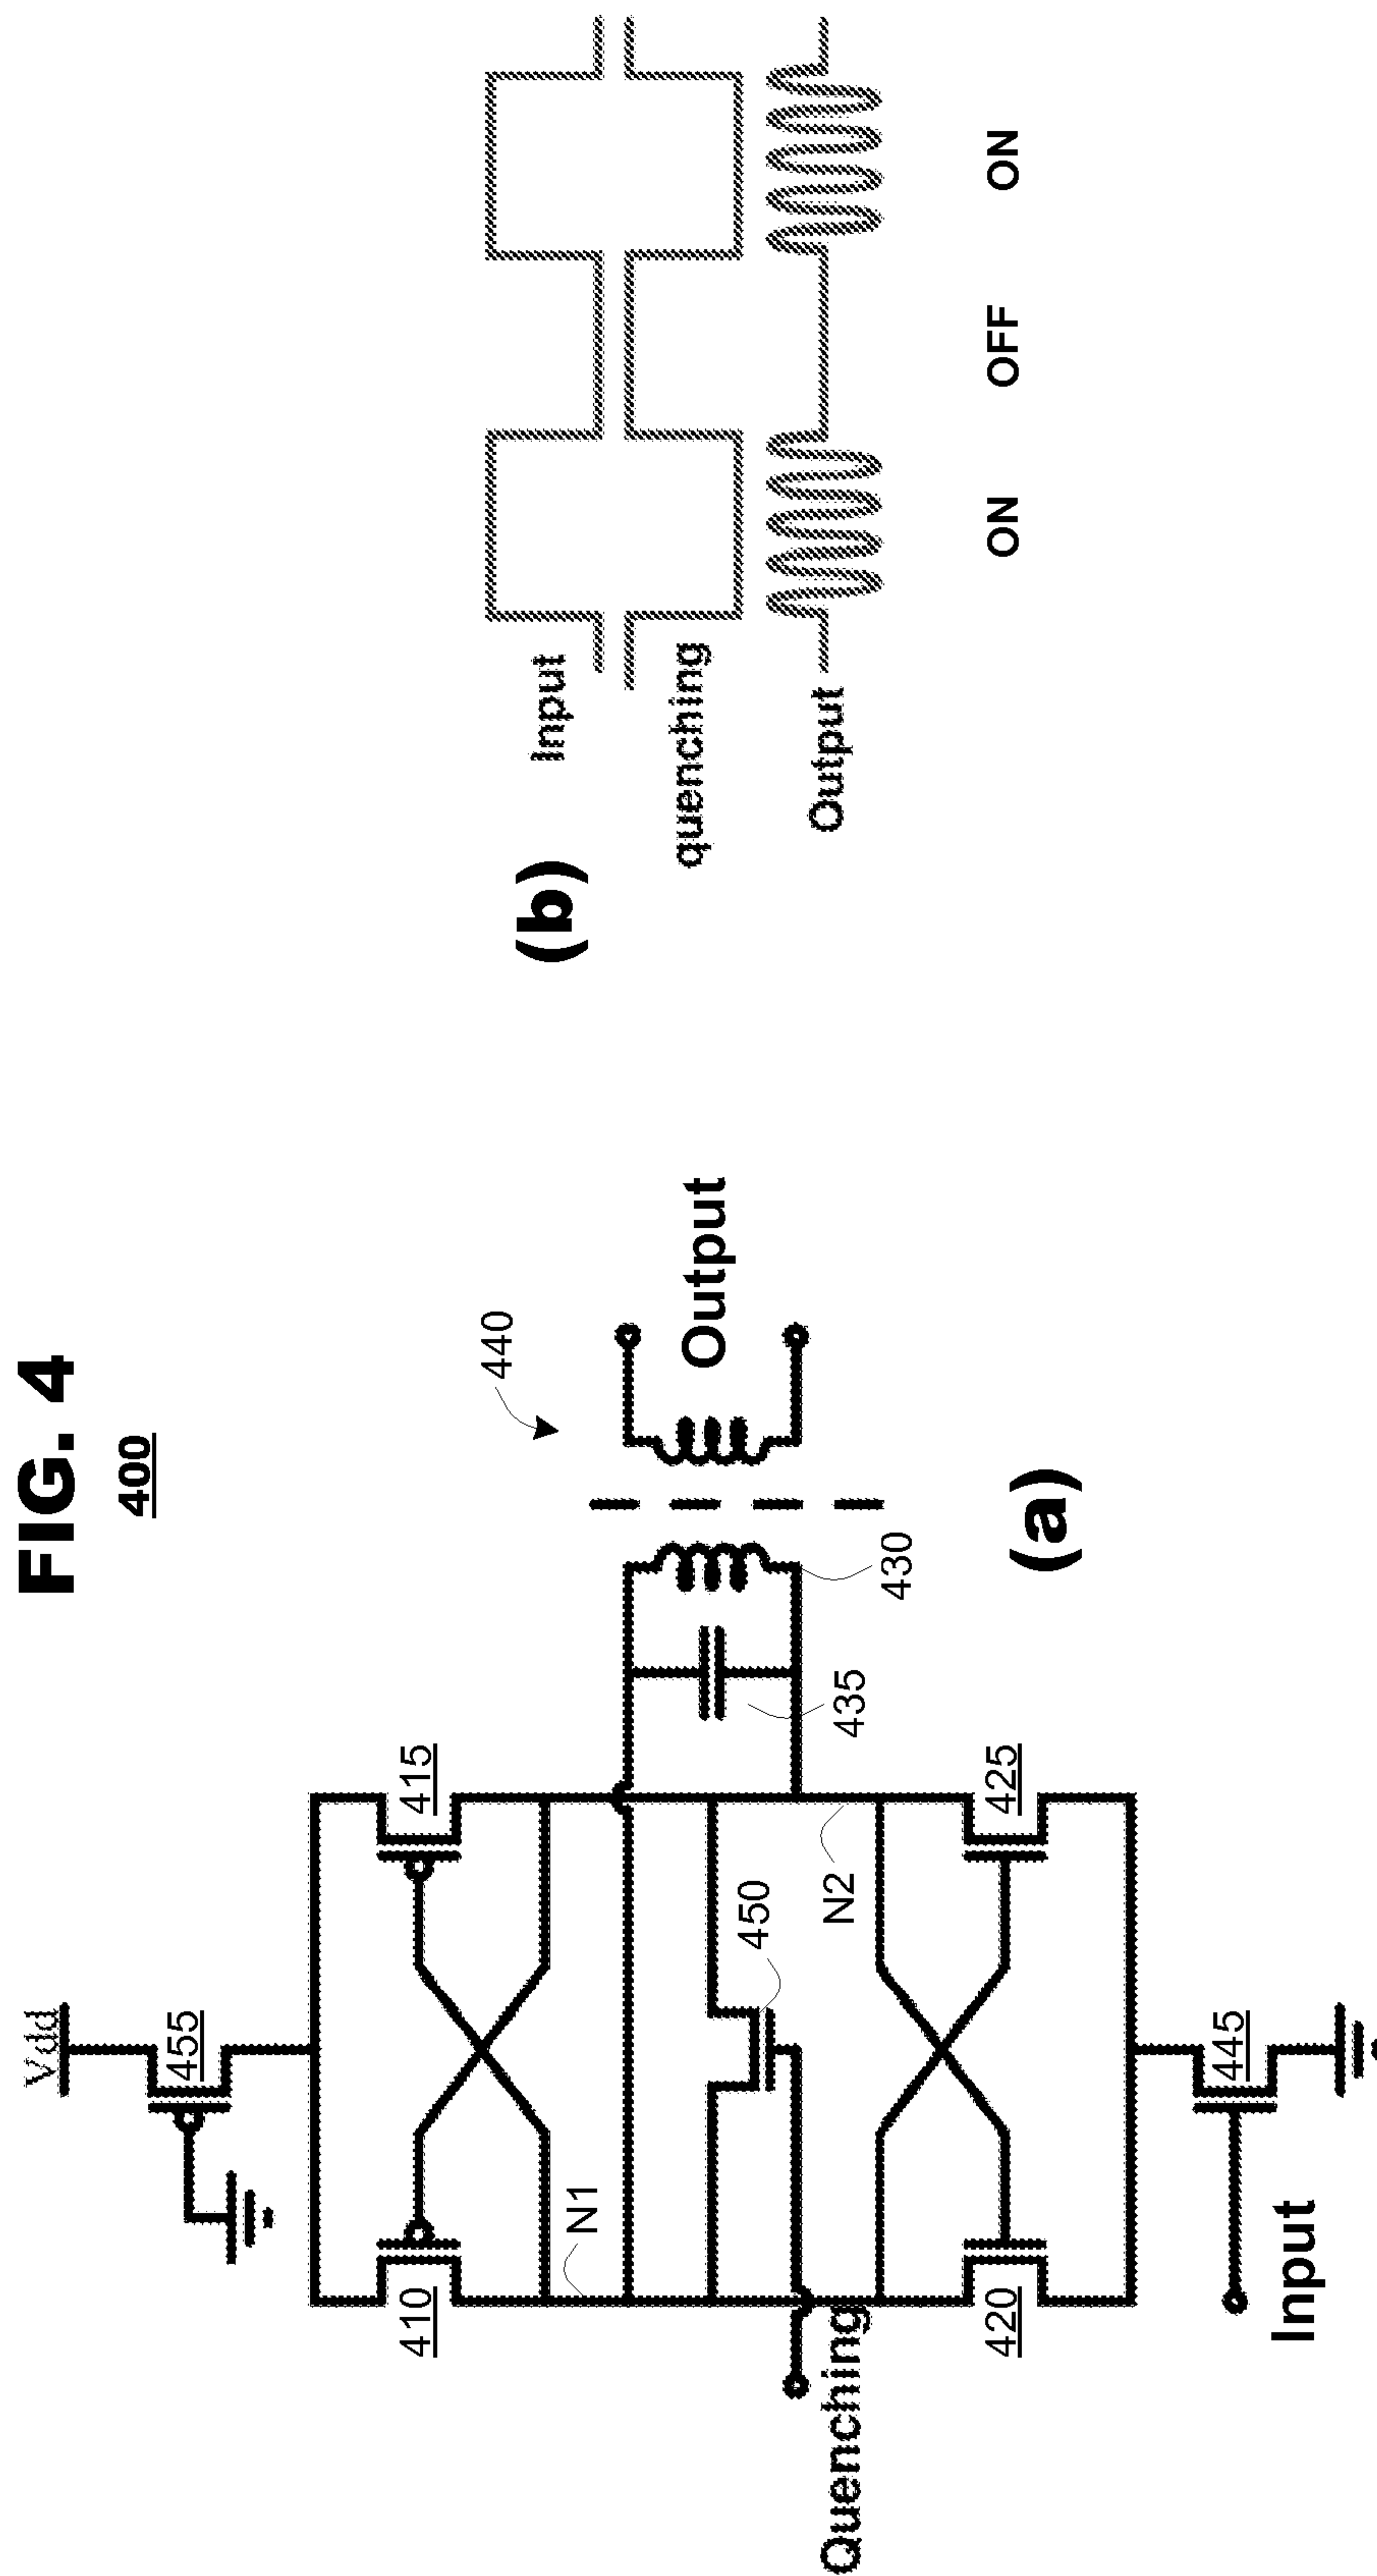 FIG. 4
400
(a)
Vdd
455
410
415
N1
440
Output
450
435
430
Quenching
N2
420
425
Input
445
(b)
Input
quenching
Output
ON
OFF
ON